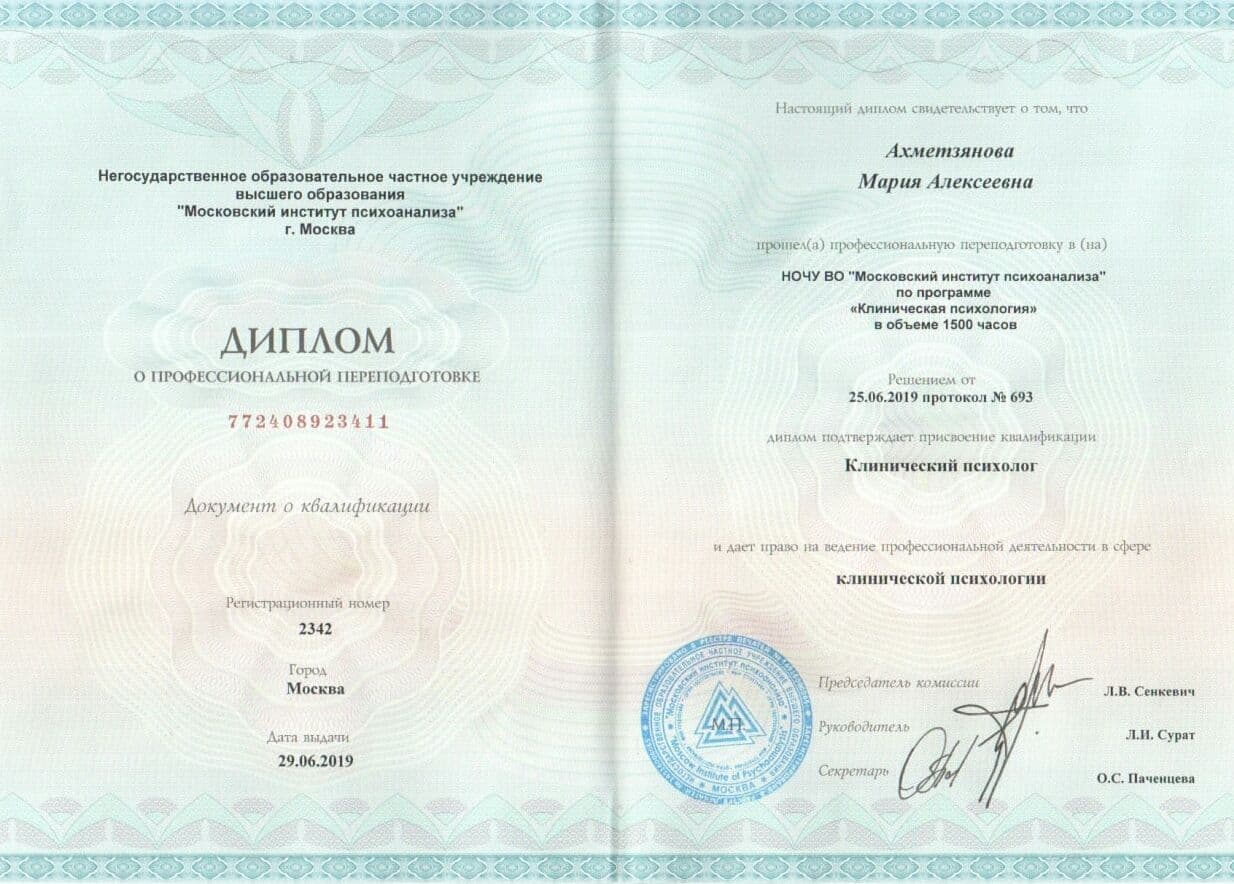 Негосударственное образовательное частное учреждение
высшего образования
"Московский институт психоанализа"
г. Москва
ДИПЛОМ
О ПРОФЕССИОНАЛЬНОЙ ПЕРЕПОДГОТОВКЕ
772408923411
Документ о квалификации
Регистрационный номер
2342
Город
Москва
Дата выдачи
29.06.2019
Настоящий диплом свидетельствует о том, что
Ахметзянова
Мария Алексеевна
прошел(а) профессиональную переподготовку в (на)
НОЧУ ВО "Московский институт психоанализа"
по программе
«Клиническая психология»
в объеме 1500 часов
Решением от
25.06.2019 протокол № 693
диплом подтверждает присвоение квалификации
Клинический психолог
и дает право на ведение профессиональной деятельности в сфере
клинической психологии
Председатель комиссии
Л.В. Сенкевич
Руководитель
Л.И. Сурат
Секретарь
О.С. Паченцева
М.П.
"Московский институт психоанализа"
"Moscow Institute of Psychoanalysis"
МОСКВА